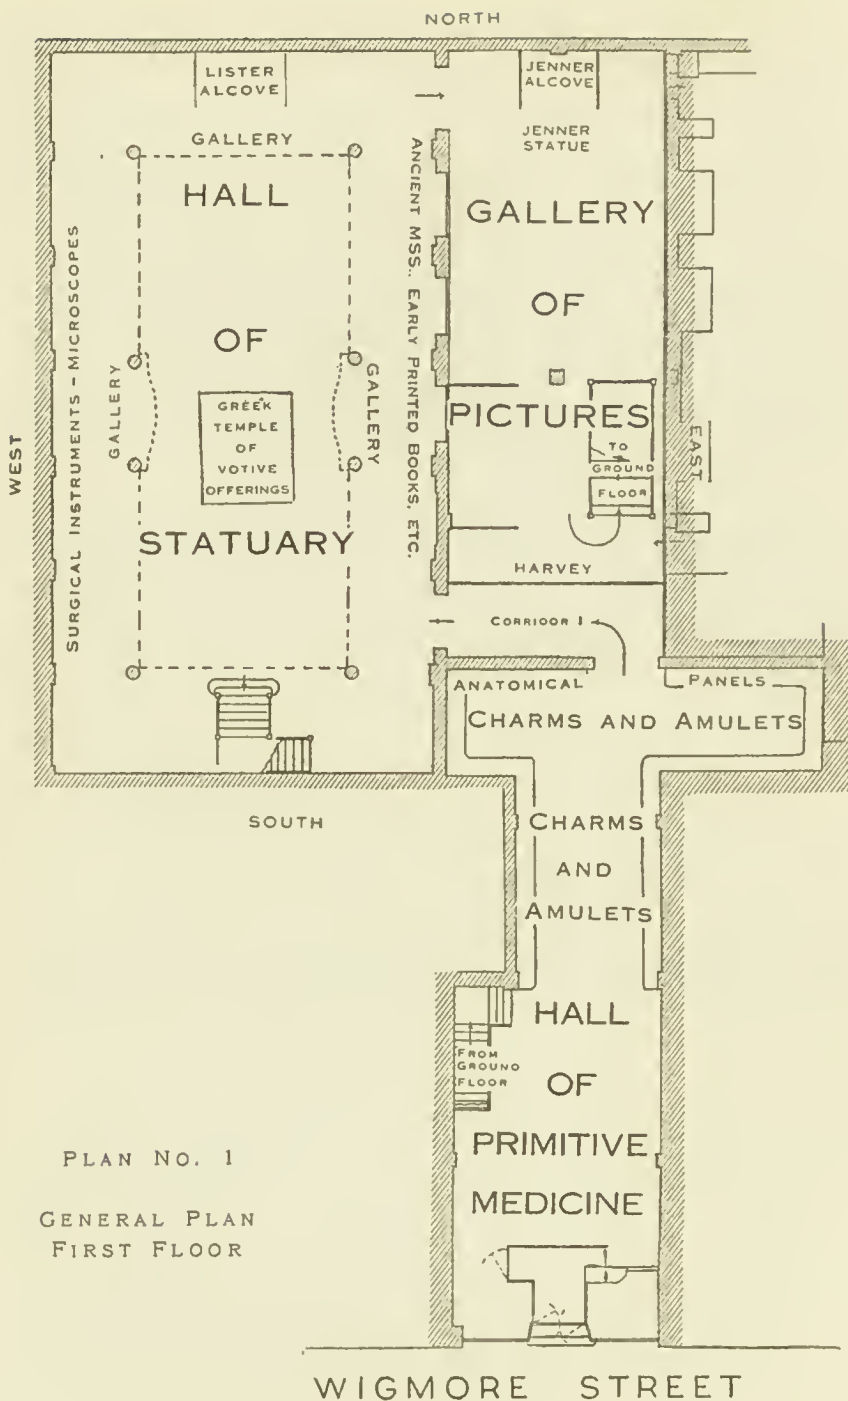 NORTH
LISTER
ALCOVE
JENNER
ALCOVE
JENNER
STATUE
GALLERY
HALL
OF
STATUARY
GALLERY
GALLERY
GREEK
TEMPLE
OF
VOTIVE
OFFERINGS
WEST
SURGICAL INSTRUMENTS - MICROSCOPES
ANCIENT MSS., EARLY PRINTED BOOKS, ETC.
GALLERY
OF
PICTURES
TO
GROUND
FLOOR
EAST
HARVEY
CORRIDOR 1
ANATOMICAL PANELS
CHARMS AND AMULETS
SOUTH
CHARMS
AND
AMULETS
HALL
OF
PRIMITIVE
MEDICINE
FROM
GROUND
FLOOR
PLAN NO. 1
GENERAL PLAN
FIRST FLOOR
WIGMORE STREET